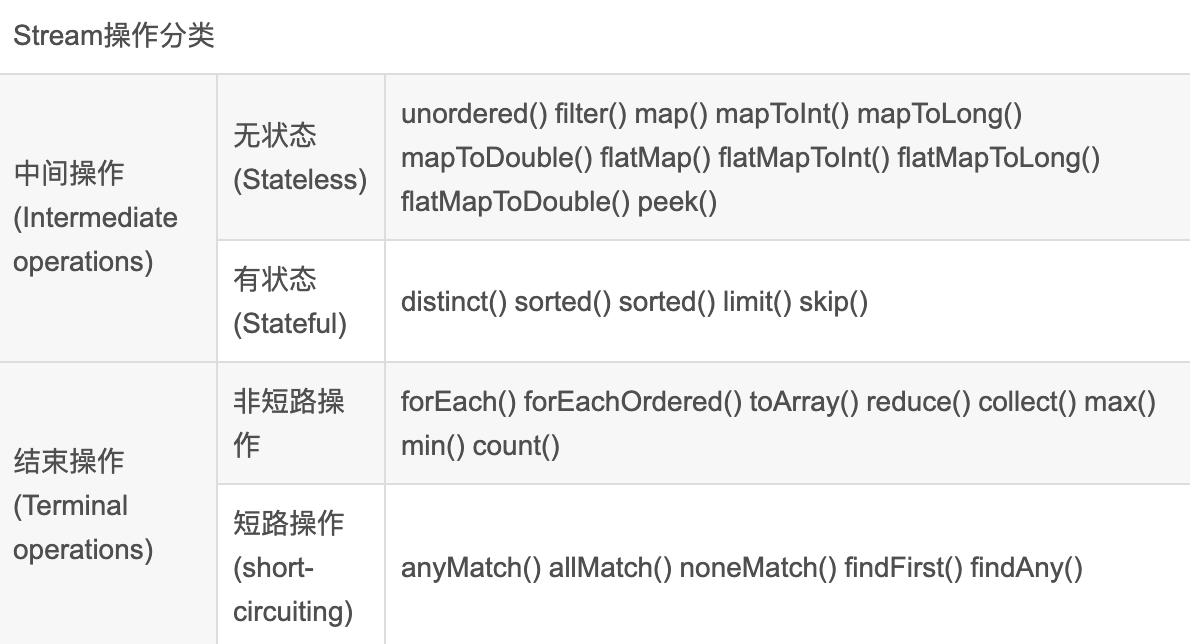 Stream操作分类
中间操作
(Intermediate
operations)
无状态
(Stateless)
unordered() filter() map() mapToInt() mapToLong()
mapToDouble() flatMap() flatMapToInt() flatMapToLong()
flatMapToDouble() peek()
有状态
(Stateful)
distinct() sorted() sorted() limit() skip()
结束操作
(Terminal
operations)
非短路操
作
forEach() forEachOrdered() toArray() reduce() collect() max()
min() count()
短路操作
(short-
circuiting)
anyMatch() allMatch() noneMatch() findFirst() findAny()